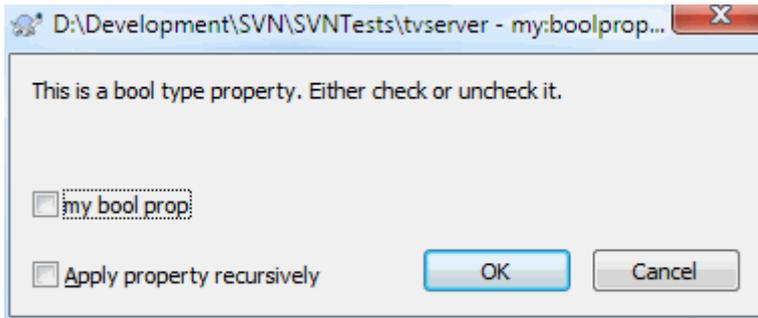 D:\Development\SVN\SVNTests\tvserver - my:boolprop...
This is a bool type property. Either check or uncheck it.
my bool prop
Apply property recursively
OK
Cancel